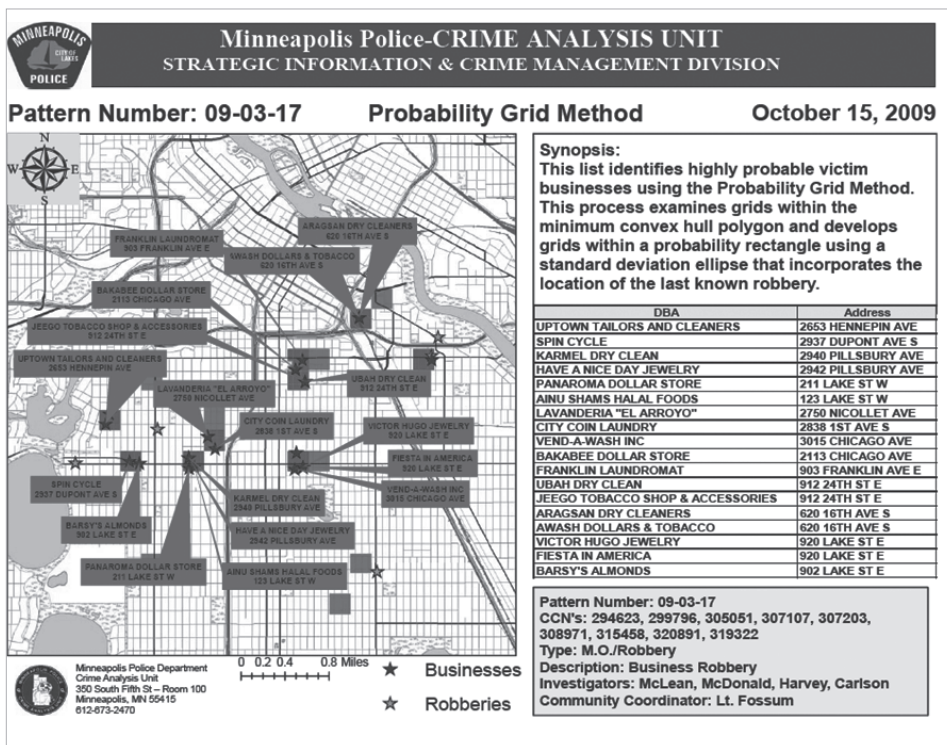 MINNEAPOLIS
CITY OF
LAKES
POLICE
Minneapolis Police-CRIME ANALYSIS UNIT
STRATEGIC INFORMATION & CRIME MANAGEMENT DIVISION
Pattern Number: 09-03-17 Probability Grid Method October 15, 2009
N
W E
S
ARAGSAN DRY CLEANERS
620 16TH AVE S
FRANKLIN LAUNDROMAT
903 FRANKLIN AVE E
AWASH DOLLARS & TOBACCO
620 16TH AVE S
BAKABEE DOLLAR STORE
2113 CHICAGO AVE
JEEGO TOBACCO SHOP & ACCESSORIES
912 24TH ST E
UPTOWN TAILORS AND CLEANERS
2653 HENNEPIN AVE
LAVANDERIA "EL ARROYO"
2750 NICOLLET AVE
UBAH DRY CLEAN
912 24TH ST E
CITY COIN LAUNDRY
2838 1ST AVE S
VICTOR HUGO JEWELRY
920 LAKE ST E
FIESTA IN AMERICA
920 LAKE ST E
SPIN CYCLE
2937 DUPONT AVE S
VEND-A-WASH INC
3015 CHICAGO AVE
KARMEL DRY CLEAN
2940 PILLSBURY AVE
BARSY'S ALMONDS
902 LAKE ST E
HAVE A NICE DAY JEWELRY
2942 PILLSBURY AVE
PANAROMA DOLLAR STORE
211 LAKE ST W
AINU SHAMS HALAL FOODS
123 LAKE ST W
Synopsis:
This list identifies highly probable victim
businesses using the Probability Grid Method.
This process examines grids within the
minimum convex hull polygon and develops
grids within a probability rectangle using a
standard deviation ellipse that incorporates the
location of the last known robbery.
DBA Address
UPTOWN TAILORS AND CLEANERS 2653 HENNEPIN AVE
SPIN CYCLE 2937 DUPONT AVE S
KARMEL DRY CLEAN 2940 PILLSBURY AVE
HAVE A NICE DAY JEWELRY 2942 PILLSBURY AVE
PANAROMA DOLLAR STORE 211 LAKE ST W
AINU SHAMS HALAL FOODS 123 LAKE ST W
LAVANDERIA "EL ARROYO" 2750 NICOLLET AVE
CITY COIN LAUNDRY 2838 1ST AVE S
VEND-A-WASH INC 3015 CHICAGO AVE
BAKABEE DOLLAR STORE 2113 CHICAGO AVE
FRANKLIN LAUNDROMAT 903 FRANKLIN AVE E
UBAH DRY CLEAN 912 24TH ST E
JEEGO TOBACCO SHOP & ACCESSORIES 912 24TH ST E
ARAGSAN DRY CLEANERS 620 16TH AVE S
AWASH DOLLARS & TOBACCO 620 16TH AVE S
VICTOR HUGO JEWELRY 920 LAKE ST E
FIESTA IN AMERICA 920 LAKE ST E
BARSY'S ALMONDS 902 LAKE ST E
Pattern Number: 09-03-17
CCN's: 294623, 299796, 305051, 307107, 307203,
308971, 315458, 320891, 319322
Type: M.O./Robbery
Description: Business Robbery
Investigators: McLean, McDonald, Harvey, Carlson
Community Coordinator: Lt. Fossum
Minneapolis Police Department
Crime Analysis Unit
350 South Fifth St – Room 100
Minneapolis, MN 55415
612-673-2470
0 0.2 0.4 0.8 Miles
Businesses
Robberies